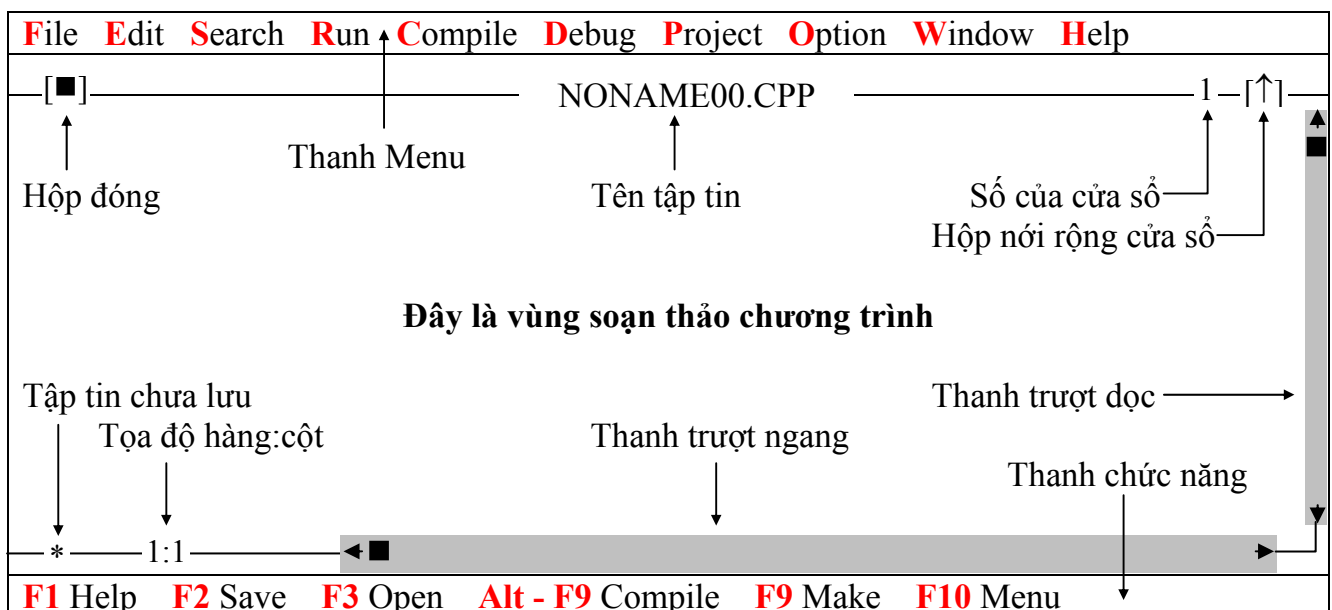 File Edit Search Run Compile Debug Project Option Window Help
[■] NONAME00.CPP 1 [↑]
Thanh Menu
Hộp đóng Tên tập tin Số của cửa sổ
Hộp nới rộng cửa sổ
Đây là vùng soạn thảo chương trình
Tập tin chưa lưu Thanh trượt dọc
Tọa độ hàng:cột Thanh trượt ngang
Thanh chức năng
* 1:1
F1 Help F2 Save F3 Open Alt - F9 Compile F9 Make F10 Menu